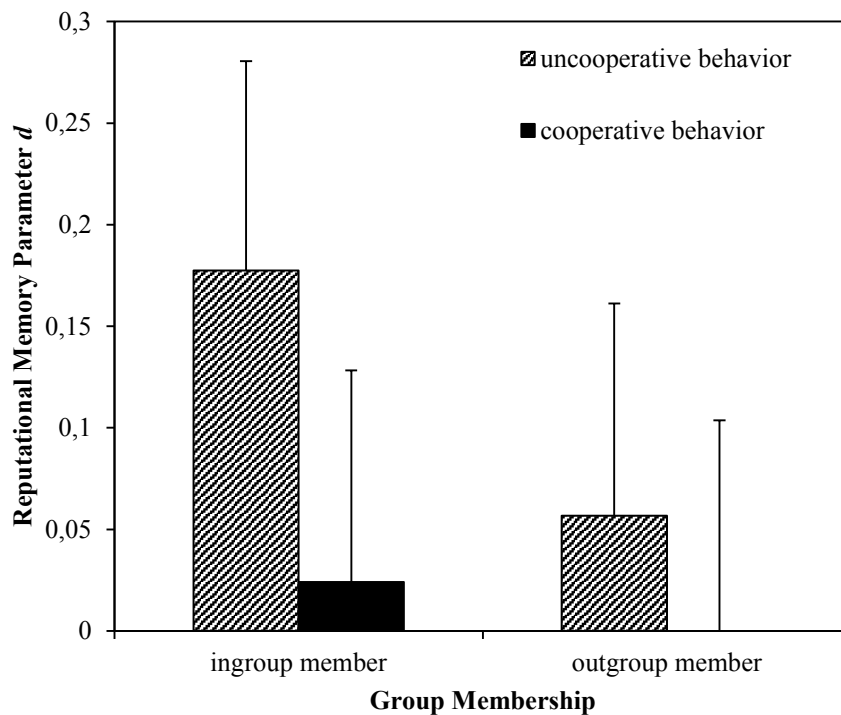 0,3
0,25
0,2
0,15
0,1
0,05
0
Reputational Memory Parameter d
uncooperative behavior
cooperative behavior
ingroup member
outgroup member
Group Membership